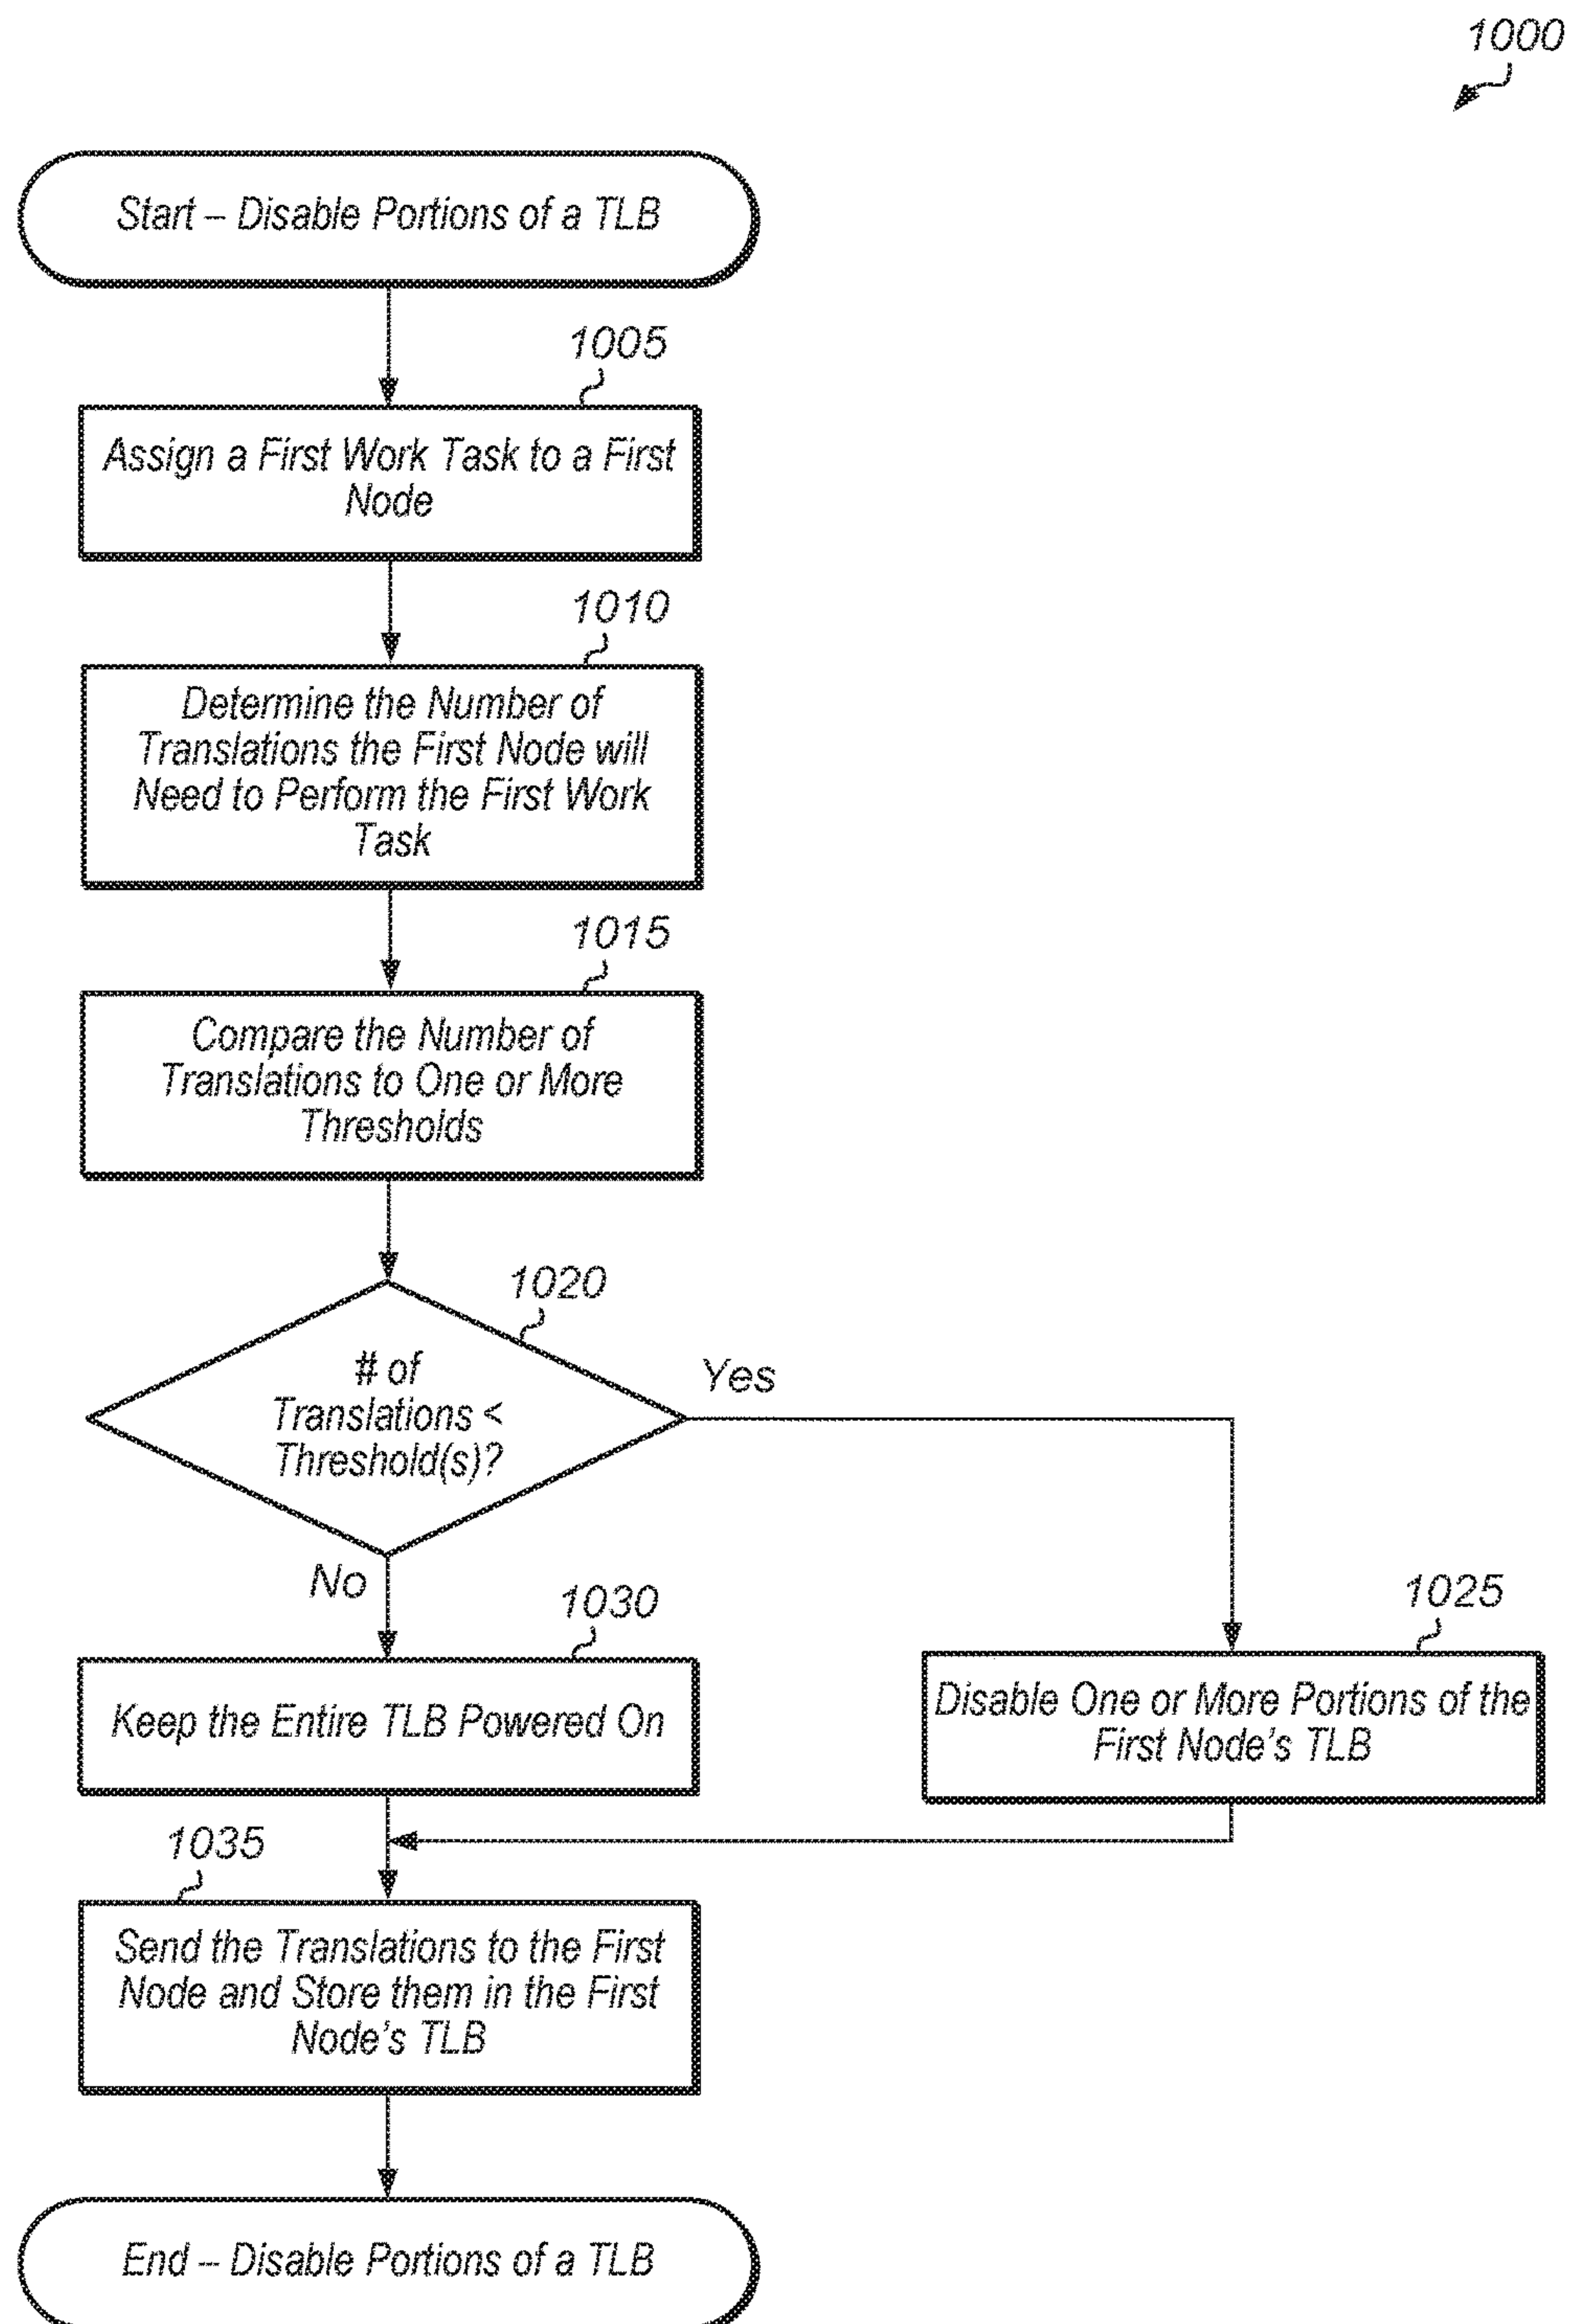 1000
Start – Disable Portions of a TLB
1005
Assign a First Work Task to a First
Node
1010
Determine the Number of
Translations the First Node will
Need to Perform the First Work
Task
1015
Compare the Number of
Translations to One or More
Thresholds
1020
# of
Translations <
Threshold(s)?
Yes
No
1030
Keep the Entire TLB Powered On
1025
Disable One or More Portions of the
First Node's TLB
1035
Send the Translations to the First
Node and Store them in the First
Node's TLB
End – Disable Portions of a TLB